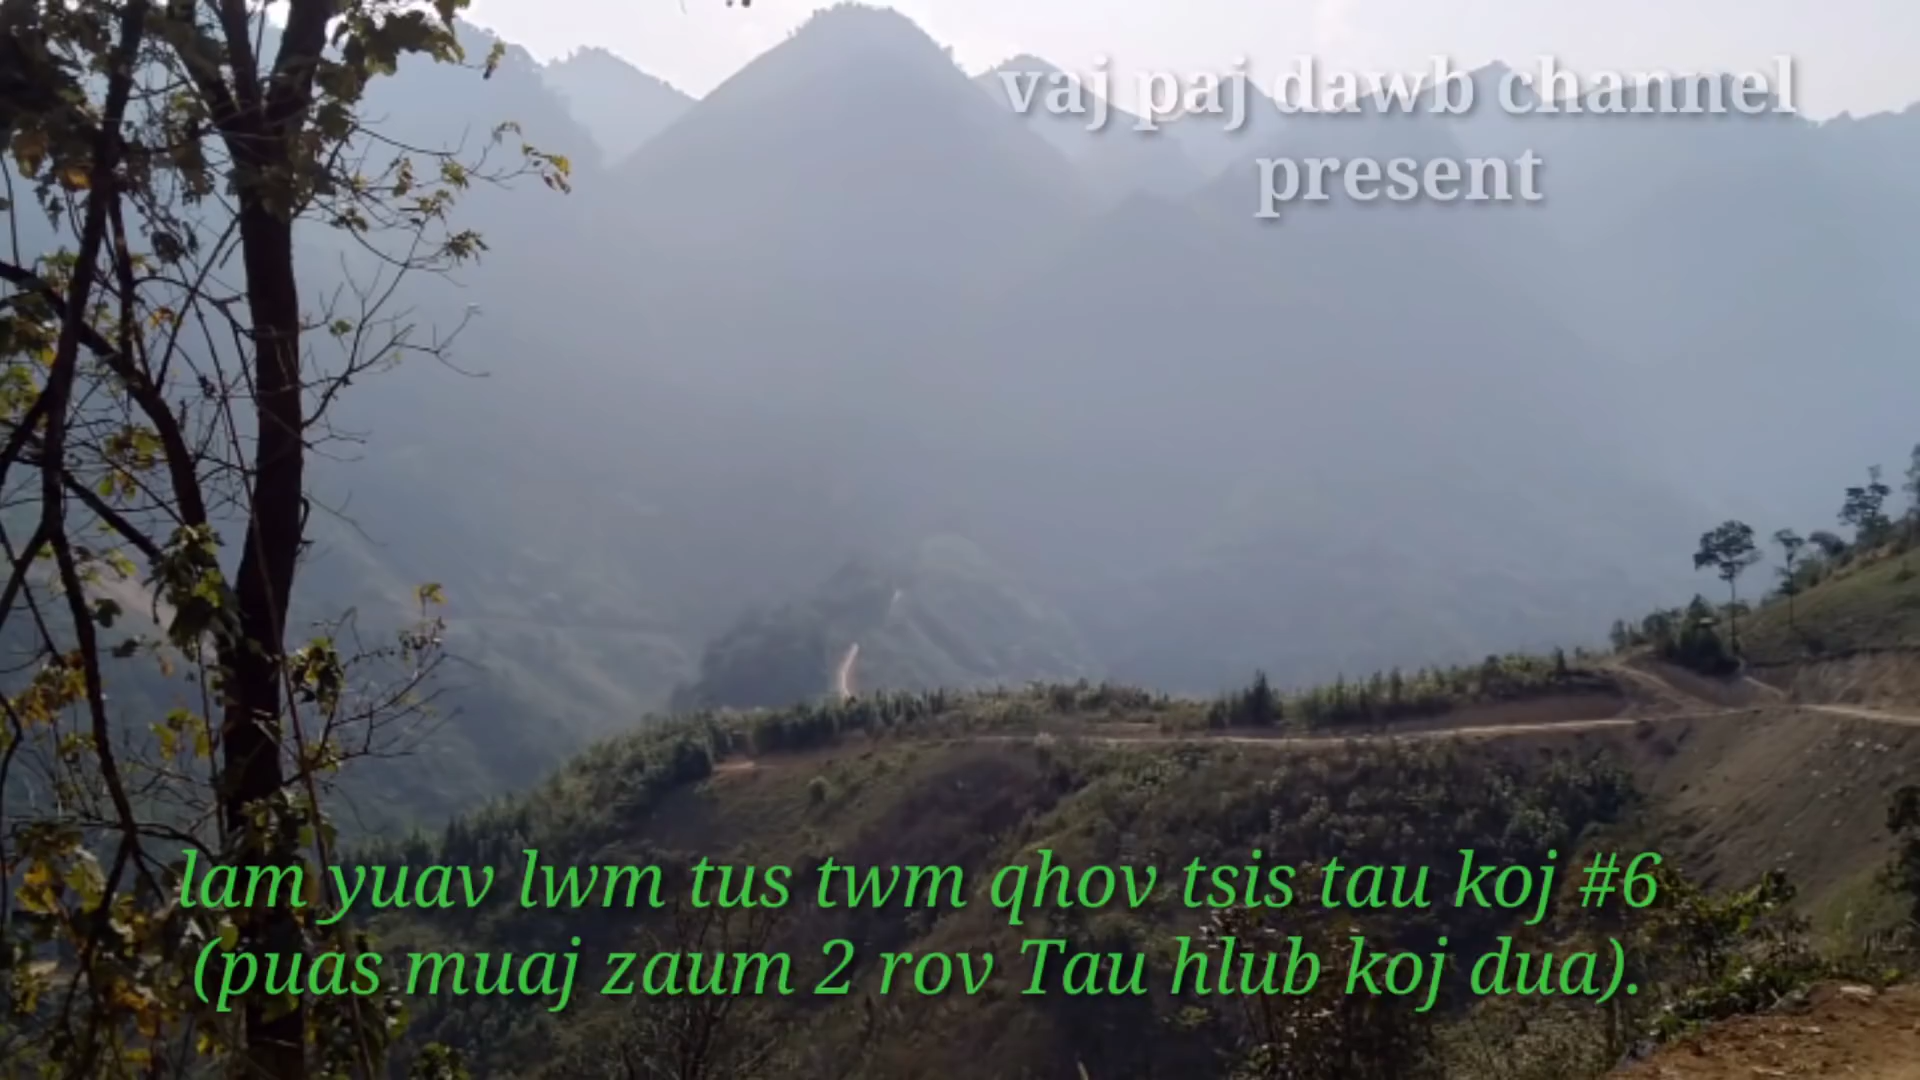 vaj paj dawb channel
present
lam yuav lwm tus twm qhov tsis tau koj #6
(puas muaj zaum 2 rov Tau hlub koj dua).